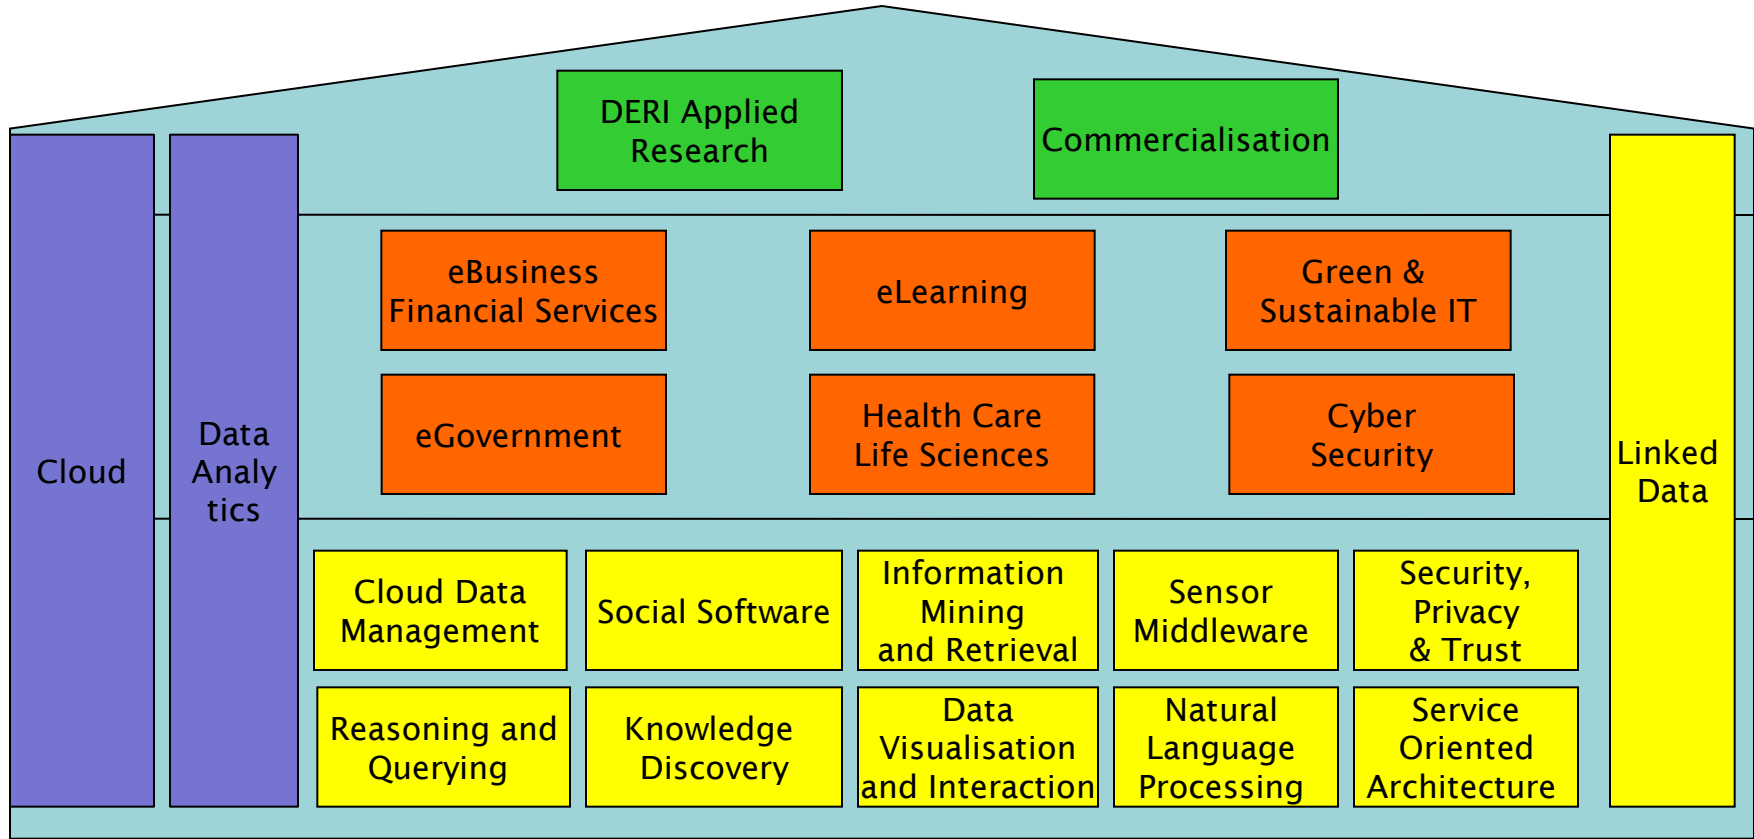 DERI Applied
Research
Commercialisation
Cloud
Data
Analy
tics
eBusiness
Financial Services
eLearning
Green &
Sustainable IT
eGovernment
Health Care
Life Sciences
Cyber
Security
Linked
Data
Cloud Data
Management
Social Software
Information
Mining
and Retrieval
Sensor
Middleware
Security,
Privacy
& Trust
Reasoning and
Querying
Knowledge
Discovery
Data
Visualisation
and Interaction
Natural
Language
Processing
Service
Oriented
Architecture